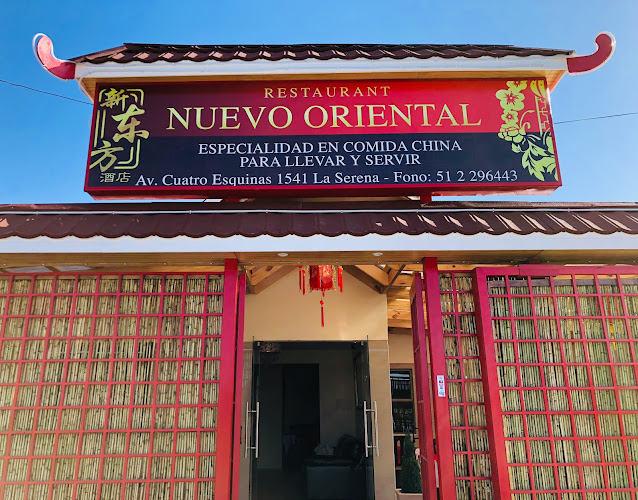 RESTAURANT
NUEVO ORIENTAL
ESPECIALIDAD EN COMIDA CHINA
PARA LLEVAR Y SERVIR
Av. Cuatro Esquinas 1541 La Serena - Fono: 51 2 296443
新东方
酒店